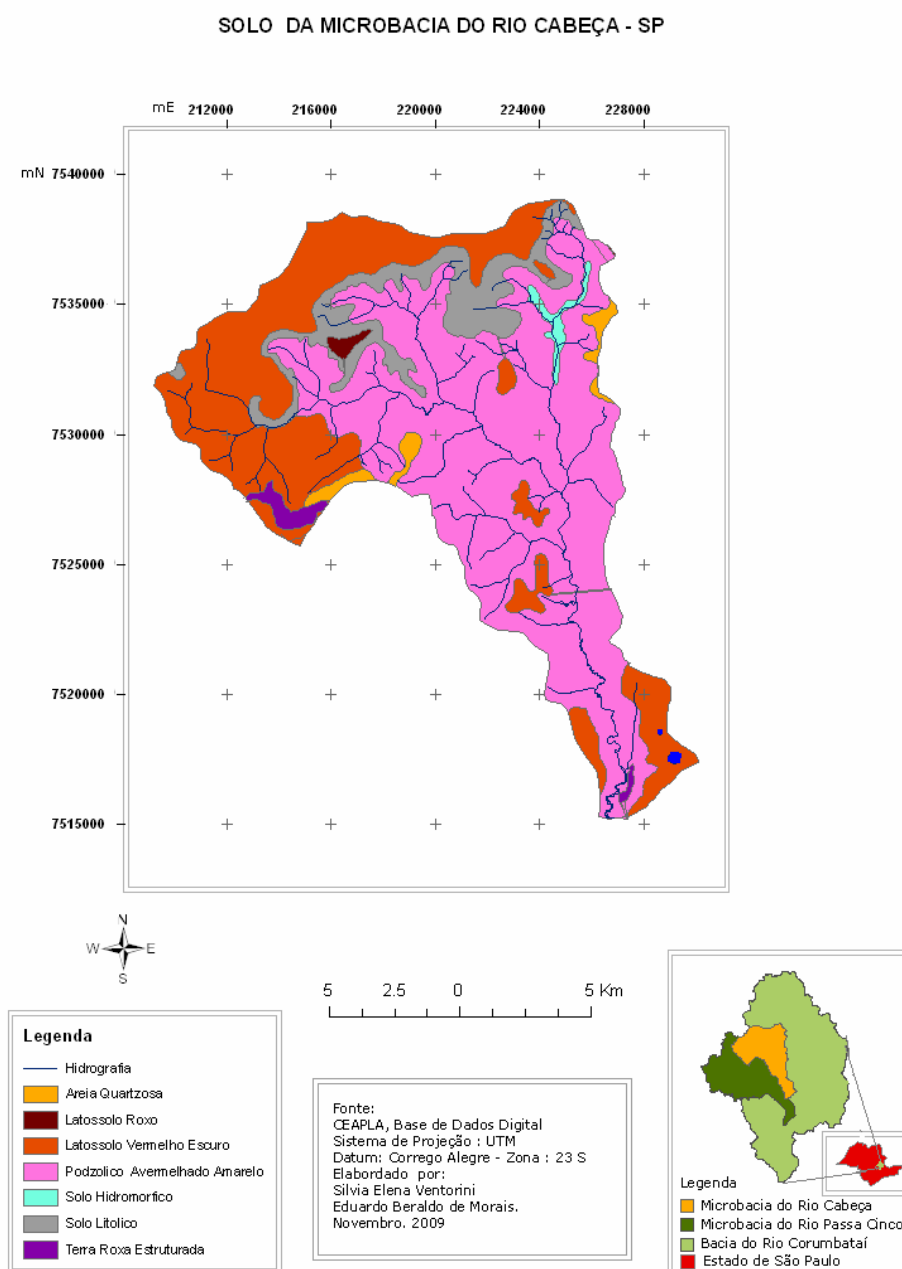 SOLO DA MICROBACIA DO RIO CABEÇA - SP
mE 212000 216000 220000 224000 228000
mN 7540000
7535000
7530000
7525000
7520000
7515000
N
W E
S
5 2.5 0 5 Km
Legenda
Hidrografia
Areia Quartzosa
Latossolo Roxo
Latossolo Vermelho Escuro
Podzolico Avermelhado Amarelo
Solo Hidromorfico
Solo Litolico
Terra Roxa Estruturada
Fonte:
CEAPLA, Base de Dados Digital
Sistema de Projeção : UTM
Datum: Corrego Alegre - Zona : 23 S
Elaborado por:
Silvia Elena Ventorini
Eduardo Beraldo de Morais.
Novembro. 2009
Legenda
Microbacia do Rio Cabeça
Microbacia do Rio Passa Cinco
Bacia do Rio Corumbataí
Estado de São Paulo